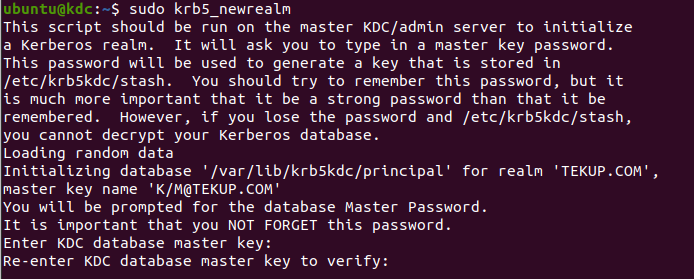 ubuntu@kdc:~$ sudo krb5_newrealm
This script should be run on the master KDC/admin server to initialize
a Kerberos realm.  It will ask you to type in a master key password.
This password will be used to generate a key that is stored in
/etc/krb5kdc/stash.  You should try to remember this password, but it
is much more important that it be a strong password than that it be
remembered.  However, if you lose the password and /etc/krb5kdc/stash,
you cannot decrypt your Kerberos database.
Loading random data
Initializing database '/var/lib/krb5kdc/principal' for realm 'TEKUP.COM',
master key name 'K/M@TEKUP.COM'
You will be prompted for the database Master Password.
It is important that you NOT FORGET this password.
Enter KDC database master key:
Re-enter KDC database master key to verify: